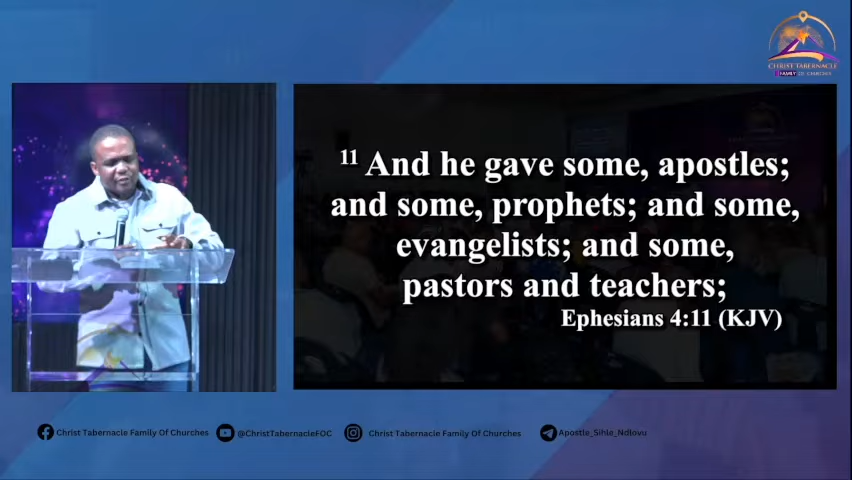 CHRIST TABERNACLE
FAMILY OF CHURCHES
11 And he gave some, apostles;
and some, prophets; and some,
evangelists; and some,
pastors and teachers;
Ephesians 4:11 (KJV)
Christ Tabernacle Family Of Churches
@ChristTabernacleFOC
Christ Tabernacle Family Of Churches
Apostle_Sihle_Ndlovu